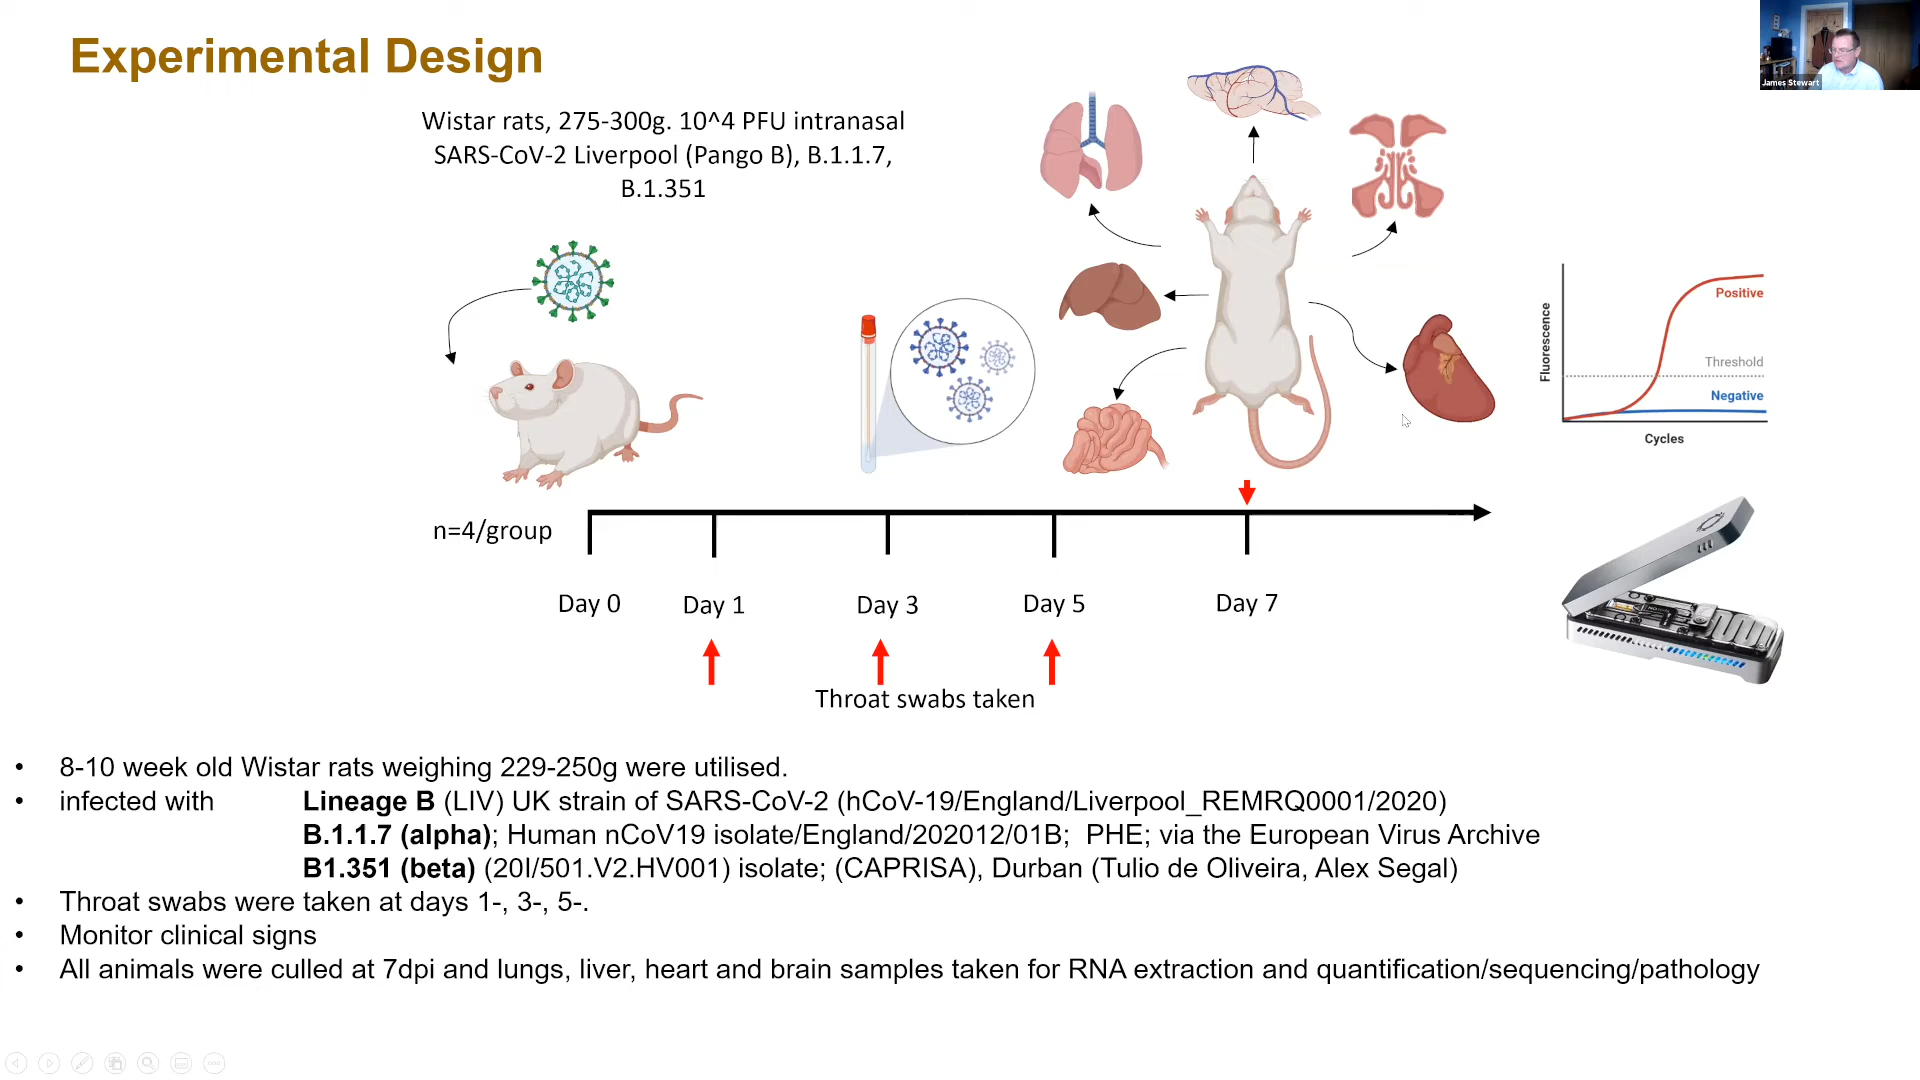 Experimental Design
James Stewart
Wistar rats, 275-300g. 10^4 PFU intranasal
SARS-CoV-2 Liverpool (Pango B), B.1.1.7,
B.1.351
Fluorescence
Positive
Threshold
Negative
Cycles
n=4/group
Day 0
Day 1
Day 3
Day 5
Day 7
Throat swabs taken
• 8-10 week old Wistar rats weighing 229-250g were utilised.
• infected with Lineage B (LIV) UK strain of SARS-CoV-2 (hCoV-19/England/Liverpool_REMRQ0001/2020)
B.1.1.7 (alpha); Human nCoV19 isolate/England/202012/01B; PHE; via the European Virus Archive
B1.351 (beta) (20I/501.V2.HV001) isolate; (CAPRISA), Durban (Tulio de Oliveira, Alex Segal)
• Throat swabs were taken at days 1-, 3-, 5-.
• Monitor clinical signs
• All animals were culled at 7dpi and lungs, liver, heart and brain samples taken for RNA extraction and quantification/sequencing/pathology